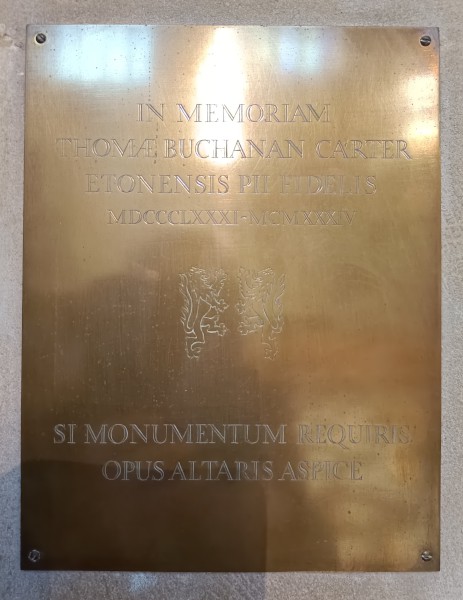 IN MEMORIAM
THOMÆ BUCHANAN CARTER
ETONENSIS PII FIDELIS
MDCCCLXXXI-MCMXXXIV
SI MONUMENTUM REQUIRIS
OPUS ALTARIS ASPICE